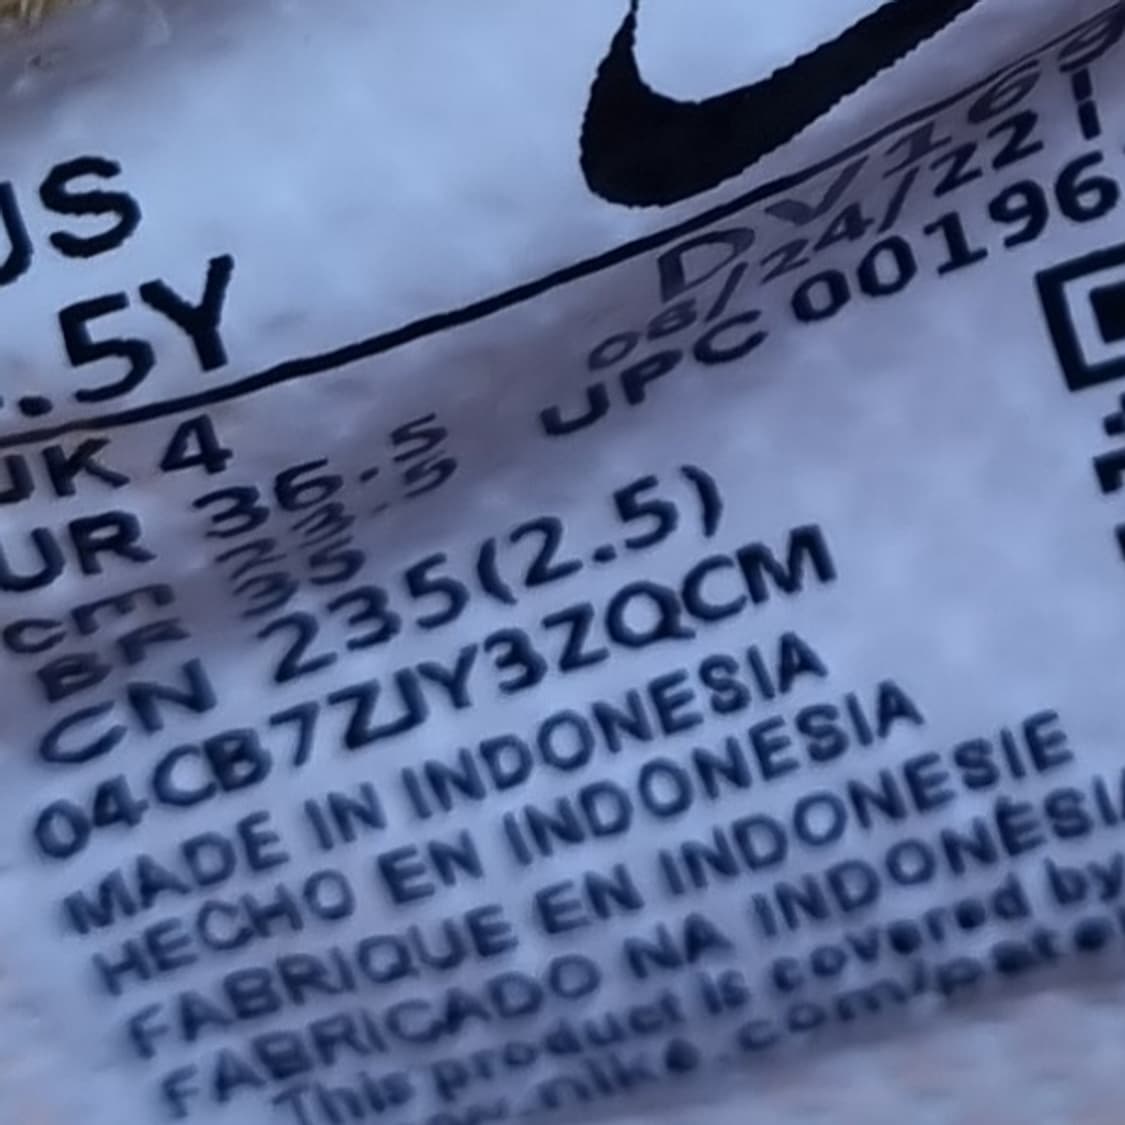 US
.5Y
UK 4
UR 36.5
cm 23.5
BR 35
CN 235(2.5)
04CB7ZJY3ZQCM
DV16
08/24/22
UPC 00196
MADE IN INDONESIA
HECHO EN INDONESIA
FABRIQUE EN INDONESIE
FABRICADO NA INDONÉSIA
This product is covered by
.nike.com/pate